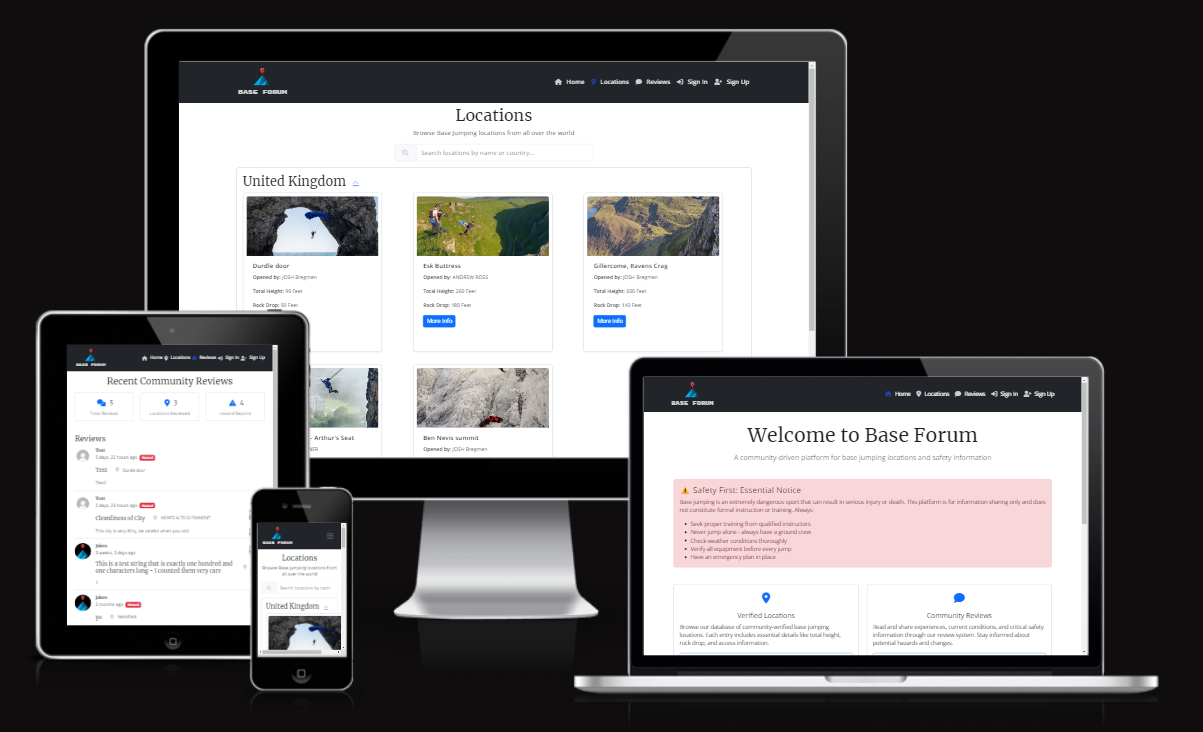 BASE FORUM
Home Locations Reviews Sign In Sign Up
Locations
Browse Base Jumping locations from all over the world
Search locations by name or country...
United Kingdom
Durdle door
Opened by: JOSH Bregmen
Total Height: 90 Feet
Rock Drop: 90 Feet
Esk Buttress
Opened by: ANDREW ROSS
Total Height: 260 Feet
Rock Drop: 180 Feet
More Info
Gillercome, Ravens Crag
Opened by: JOSH Bregmen
Total Height: 600 Feet
Rock Drop: 140 Feet
More Info
- Arthur's Seat
NER
Ben Nevis summit
Opened by: JOSH Bregmen
BASE FORUM
Home Locations Reviews Sign In Sign Up
Recent Community Reviews
5
Total Reviews
3
Locations Reviewed
4
Hazard Reports
Reviews
Test
5 days, 22 hours ago Hazard
Test Durdle door
Test2
Test
5 days, 23 hours ago Hazard
Cleanliness of City
This city is very dirty, be careful when you visit
Jakee
3 weeks, 3 days ago
This is a test string that is exactly one hundred and
one characters long - I counted them very care
Jakee
2 months ago Hazard
yo
BASE FORUM
Locations
Browse Base Jumping locations from
all over the world
Search locations by name
United Kingdom
BASE FORUM
Home Locations Reviews Sign In Sign Up
Welcome to Base Forum
A community-driven platform for base jumping locations and safety information
Safety First: Essential Notice
Base jumping is an extremely dangerous sport that can result in serious injury or death. This platform is for information sharing only and does
not constitute formal instruction or training. Always:
Seek proper training from qualified instructors
Never jump alone - always have a ground crew
Check weather conditions thoroughly
Verify all equipment before every jump
Have an emergency plan in place
Verified Locations
Browse our database of community-verified base jumping
locations. Each entry includes essential details like total height,
rock drop, and access information.
Community Reviews
Read and share experiences, current conditions, and critical safety
information through our review system. Stay informed about
potential hazards and changes.